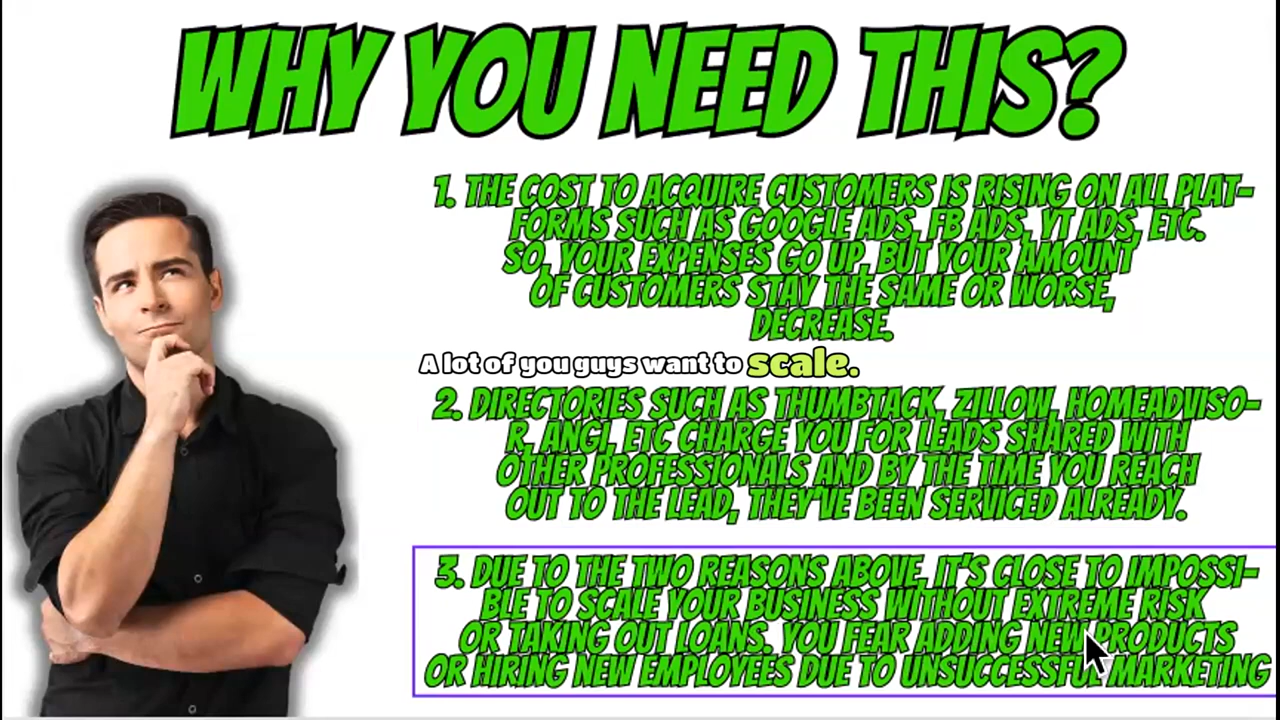 WHY YOU NEED THIS?
1. THE COST TO ACQUIRE CUSTOMERS IS RISING ON ALL PLAT-
FORMS SUCH AS GOOGLE ADS, FB ADS, YT ADS, ETC.
SO, YOUR EXPENSES GO UP, BUT YOUR AMOUNT
OF CUSTOMERS STAY THE SAME OR WORSE,
DECREASE.
A lot of you guys want to scale.
2. DIRECTORIES SUCH AS THUMBTACK, ZILLOW, HOMEADVISO-
R, ANGI, ETC CHARGE YOU FOR LEADS SHARED WITH
OTHER PROFESSIONALS AND BY THE TIME YOU REACH
OUT TO THE LEAD, THEY'VE BEEN SERVICED ALREADY.
3. DUE TO THE TWO REASONS ABOVE, IT'S CLOSE TO IMPOSSI-
BLE TO SCALE YOUR BUSINESS WITHOUT EXTREME RISK
OR TAKING OUT LOANS. YOU FEAR ADDING NEW PRODUCTS
OR HIRING NEW EMPLOYEES DUE TO UNSUCCESSFUL MARKETING